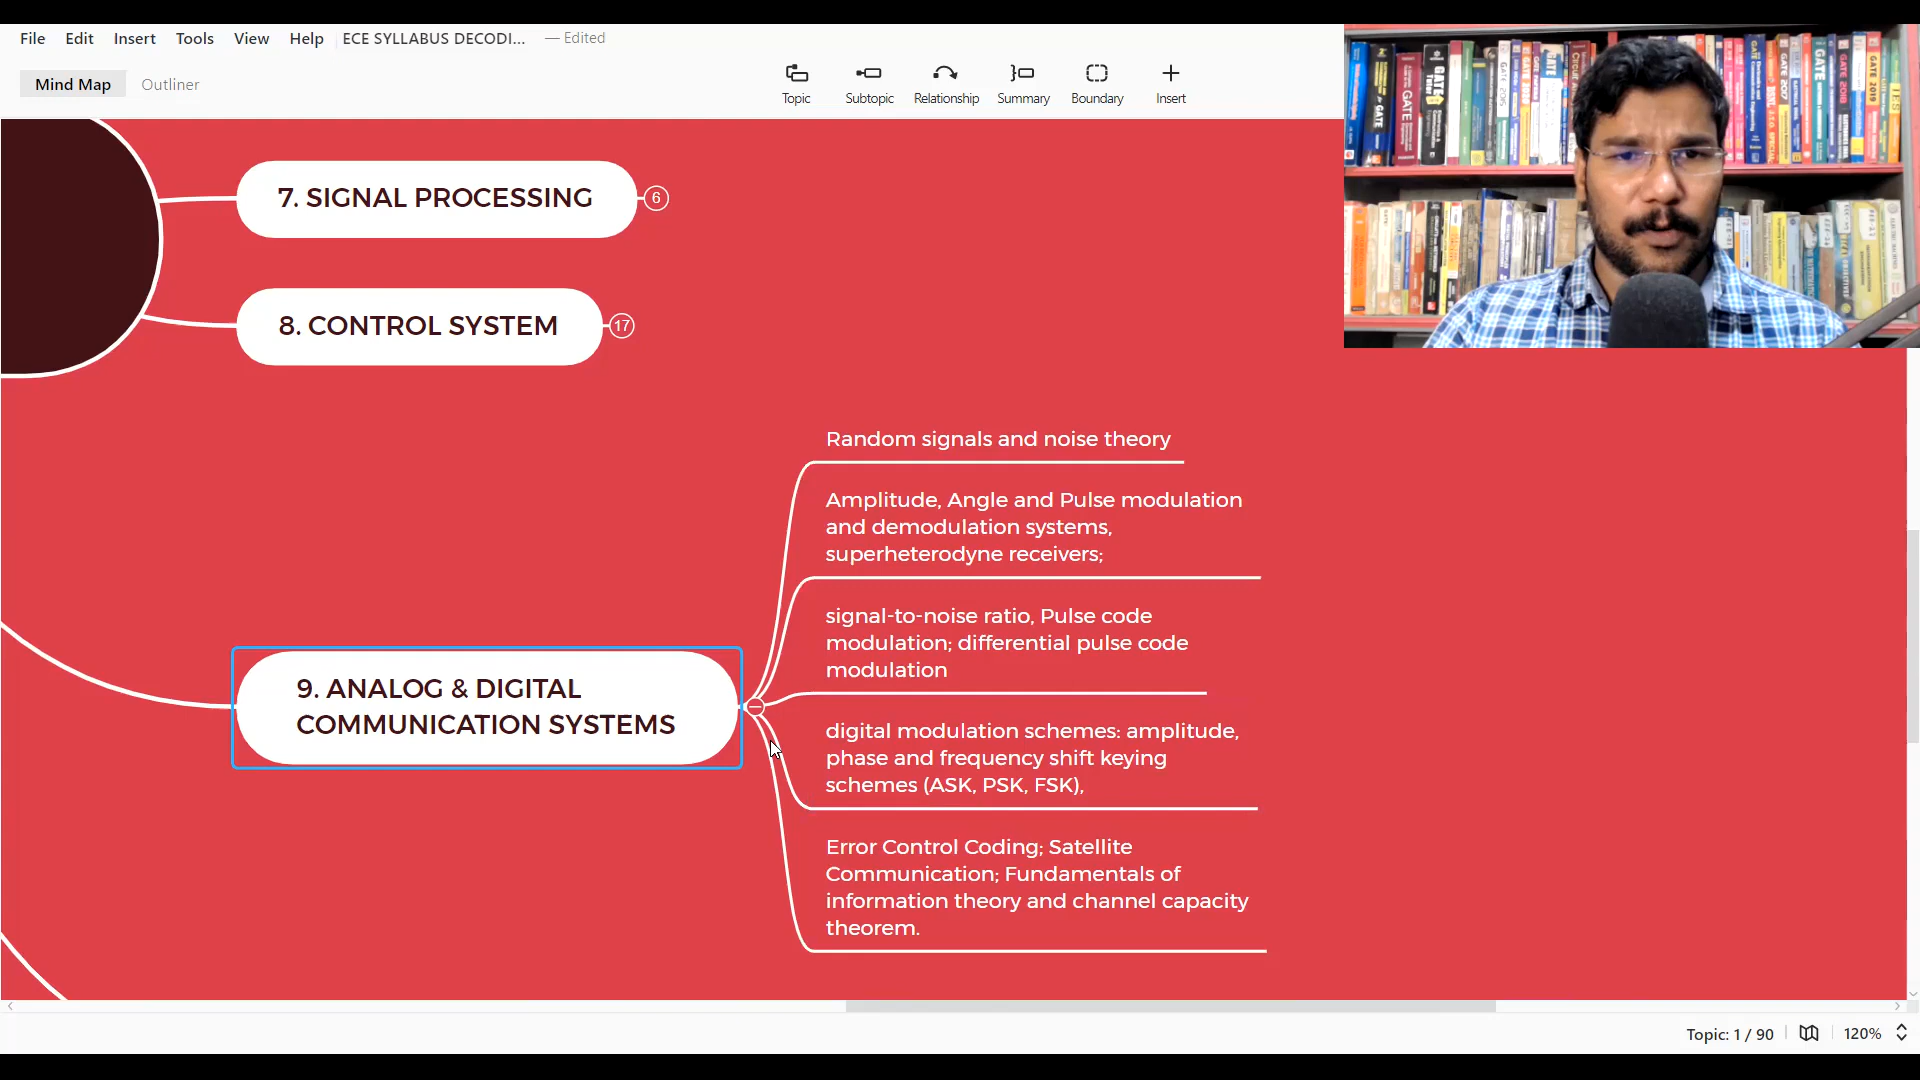 File Edit Insert Tools View Help ECE SYLLABUS DECODI... — Edited
Mind Map Outliner
Topic Subtopic Relationship Summary Boundary Insert
7. SIGNAL PROCESSING 6
8. CONTROL SYSTEM 17
9. ANALOG & DIGITAL
COMMUNICATION SYSTEMS
Random signals and noise theory
Amplitude, Angle and Pulse modulation
and demodulation systems,
superheterodyne receivers;
signal-to-noise ratio, Pulse code
modulation; differential pulse code
modulation
digital modulation schemes: amplitude,
phase and frequency shift keying
schemes (ASK, PSK, FSK),
Error Control Coding; Satellite
Communication; Fundamentals of
information theory and channel capacity
theorem.
Topic: 1 / 90 120%